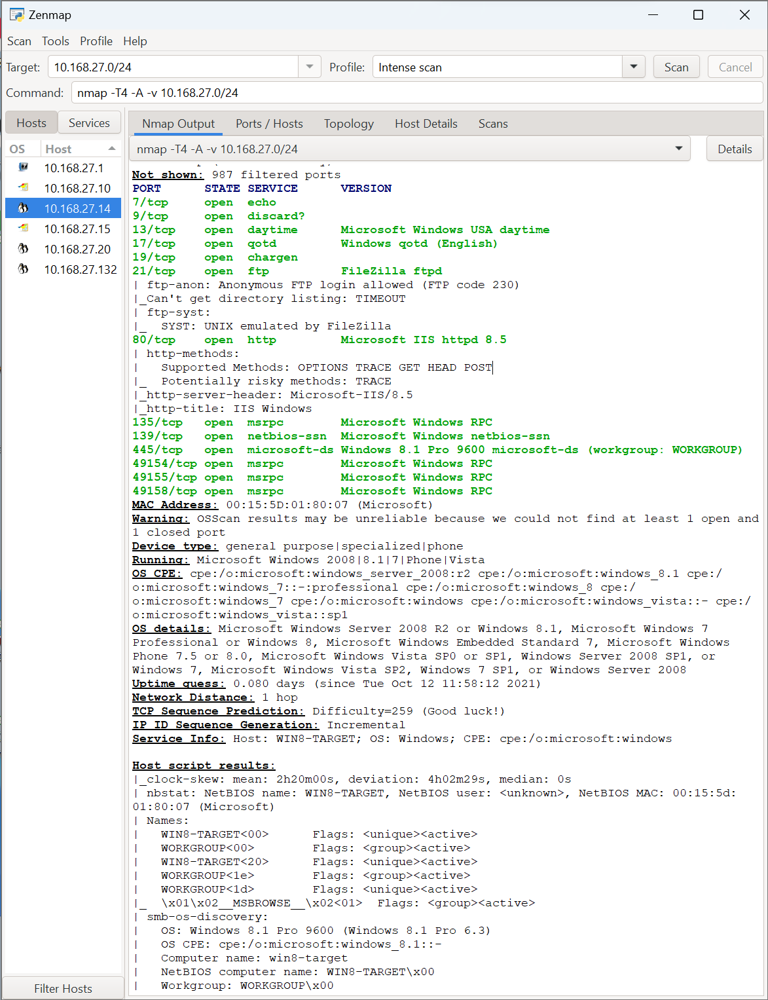 Zenmap
Scan Tools Profile Help
Target: 10.168.27.0/24 Profile: Intense scan Scan Cancel
Command: nmap -T4 -A -v 10.168.27.0/24
Hosts Services
OS Host
10.168.27.1
10.168.27.10
10.168.27.14
10.168.27.15
10.168.27.20
10.168.27.132
Filter Hosts
Nmap Output Ports / Hosts Topology Host Details Scans
nmap -T4 -A -v 10.168.27.0/24 Details
Not shown: 987 filtered ports
PORT STATE SERVICE VERSION
7/tcp open echo
9/tcp open discard?
13/tcp open daytime Microsoft Windows USA daytime
17/tcp open qotd Windows qotd (English)
19/tcp open chargen
21/tcp open ftp FileZilla ftpd
| ftp-anon: Anonymous FTP login allowed (FTP code 230)
|_Can't get directory listing: TIMEOUT
| ftp-syst:
|_  SYST: UNIX emulated by FileZilla
80/tcp open http Microsoft IIS httpd 8.5
| http-methods:
|   Supported Methods: OPTIONS TRACE GET HEAD POST
|_  Potentially risky methods: TRACE
|_http-server-header: Microsoft-IIS/8.5
|_http-title: IIS Windows
135/tcp open msrpc Microsoft Windows RPC
139/tcp open netbios-ssn Microsoft Windows netbios-ssn
445/tcp open microsoft-ds Windows 8.1 Pro 9600 microsoft-ds (workgroup: WORKGROUP)
49154/tcp open msrpc Microsoft Windows RPC
49155/tcp open msrpc Microsoft Windows RPC
49158/tcp open msrpc Microsoft Windows RPC
MAC Address: 00:15:5D:01:80:07 (Microsoft)
Warning: OSScan results may be unreliable because we could not find at least 1 open and
1 closed port
Device type: general purpose|specialized|phone
Running: Microsoft Windows 2008|8.1|7|Phone|Vista
OS CPE: cpe:/o:microsoft:windows_server_2008:r2 cpe:/o:microsoft:windows_8.1 cpe:/
o:microsoft:windows_7::-:professional cpe:/o:microsoft:windows_8 cpe:/
o:microsoft:windows_7 cpe:/o:microsoft:windows cpe:/o:microsoft:windows_vista::- cpe:/
o:microsoft:windows_vista::sp1
OS details: Microsoft Windows Server 2008 R2 or Windows 8.1, Microsoft Windows 7
Professional or Windows 8, Microsoft Windows Embedded Standard 7, Microsoft Windows
Phone 7.5 or 8.0, Microsoft Windows Vista SP0 or SP1, Windows Server 2008 SP1, or
Windows 7, Microsoft Windows Vista SP2, Windows 7 SP1, or Windows Server 2008
Uptime guess: 0.080 days (since Tue Oct 12 11:58:12 2021)
Network Distance: 1 hop
TCP Sequence Prediction: Difficulty=259 (Good luck!)
IP ID Sequence Generation: Incremental
Service Info: Host: WIN8-TARGET; OS: Windows; CPE: cpe:/o:microsoft:windows
Host script results:
|_clock-skew: mean: 2h20m00s, deviation: 4h02m29s, median: 0s
| nbstat: NetBIOS name: WIN8-TARGET, NetBIOS user: <unknown>, NetBIOS MAC: 00:15:5d:
01:80:07 (Microsoft)
| Names:
|   WIN8-TARGET<00>      Flags: <unique><active>
|   WORKGROUP<00>        Flags: <group><active>
|   WIN8-TARGET<20>      Flags: <unique><active>
|   WORKGROUP<1e>        Flags: <group><active>
|   WORKGROUP<1d>        Flags: <unique><active>
|_  \x01\x02__MSBROWSE__\x02<01>  Flags: <group><active>
| smb-os-discovery:
|   OS: Windows 8.1 Pro 9600 (Windows 8.1 Pro 6.3)
|   OS CPE: cpe:/o:microsoft:windows_8.1::-
|   Computer name: win8-target
|   NetBIOS computer name: WIN8-TARGET\x00
|   Workgroup: WORKGROUP\x00